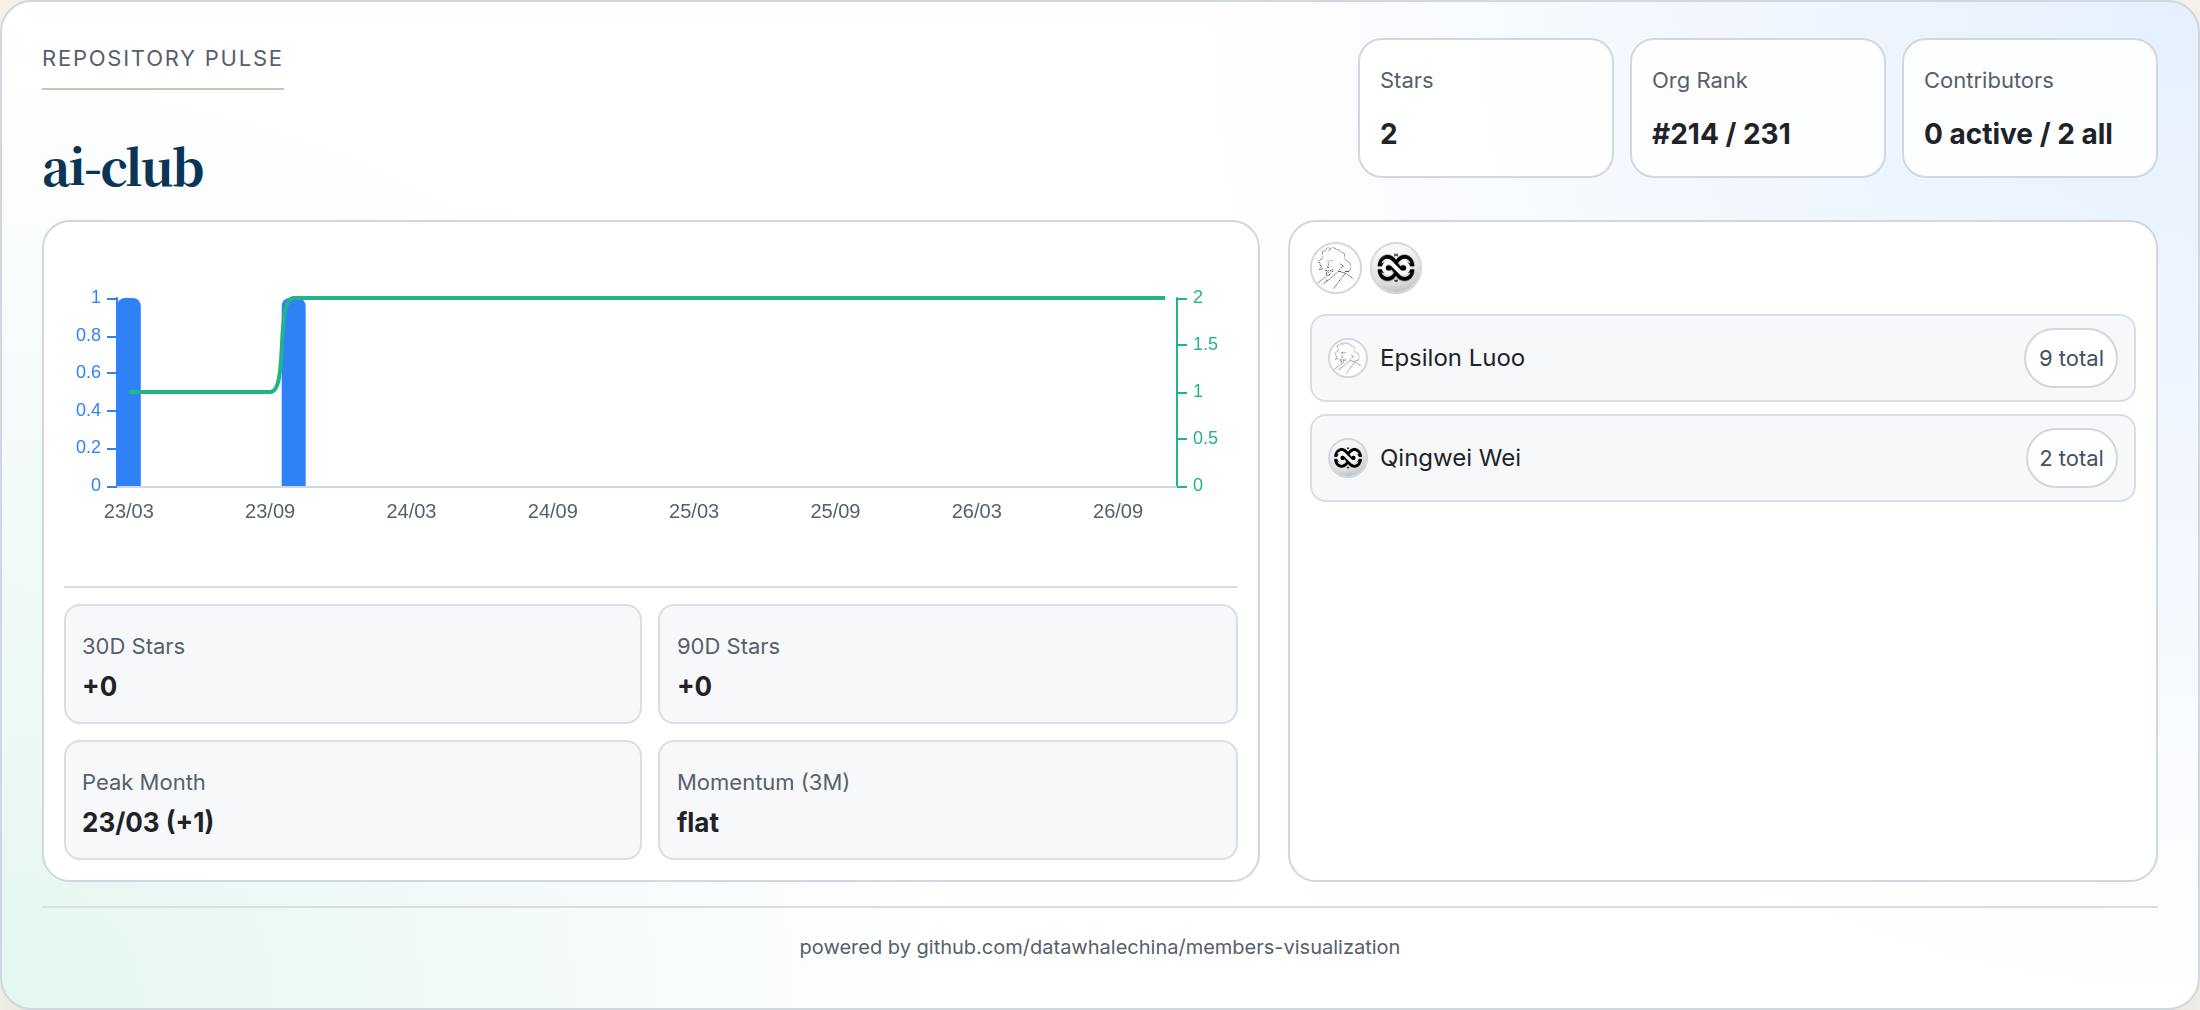 REPOSITORY PULSE
ai-club
Stars
2
Org Rank
#214 / 231
Contributors
0 active / 2 all
1
0.8
0.6
0.4
0.2
0
2
1.5
1
0.5
0
23/03
23/09
24/03
24/09
25/03
25/09
26/03
26/09
30D Stars
+0
90D Stars
+0
Peak Month
23/03 (+1)
Momentum (3M)
flat
Epsilon Luoo
9 total
Qingwei Wei
2 total
powered by github.com/datawhalechina/members-visualization